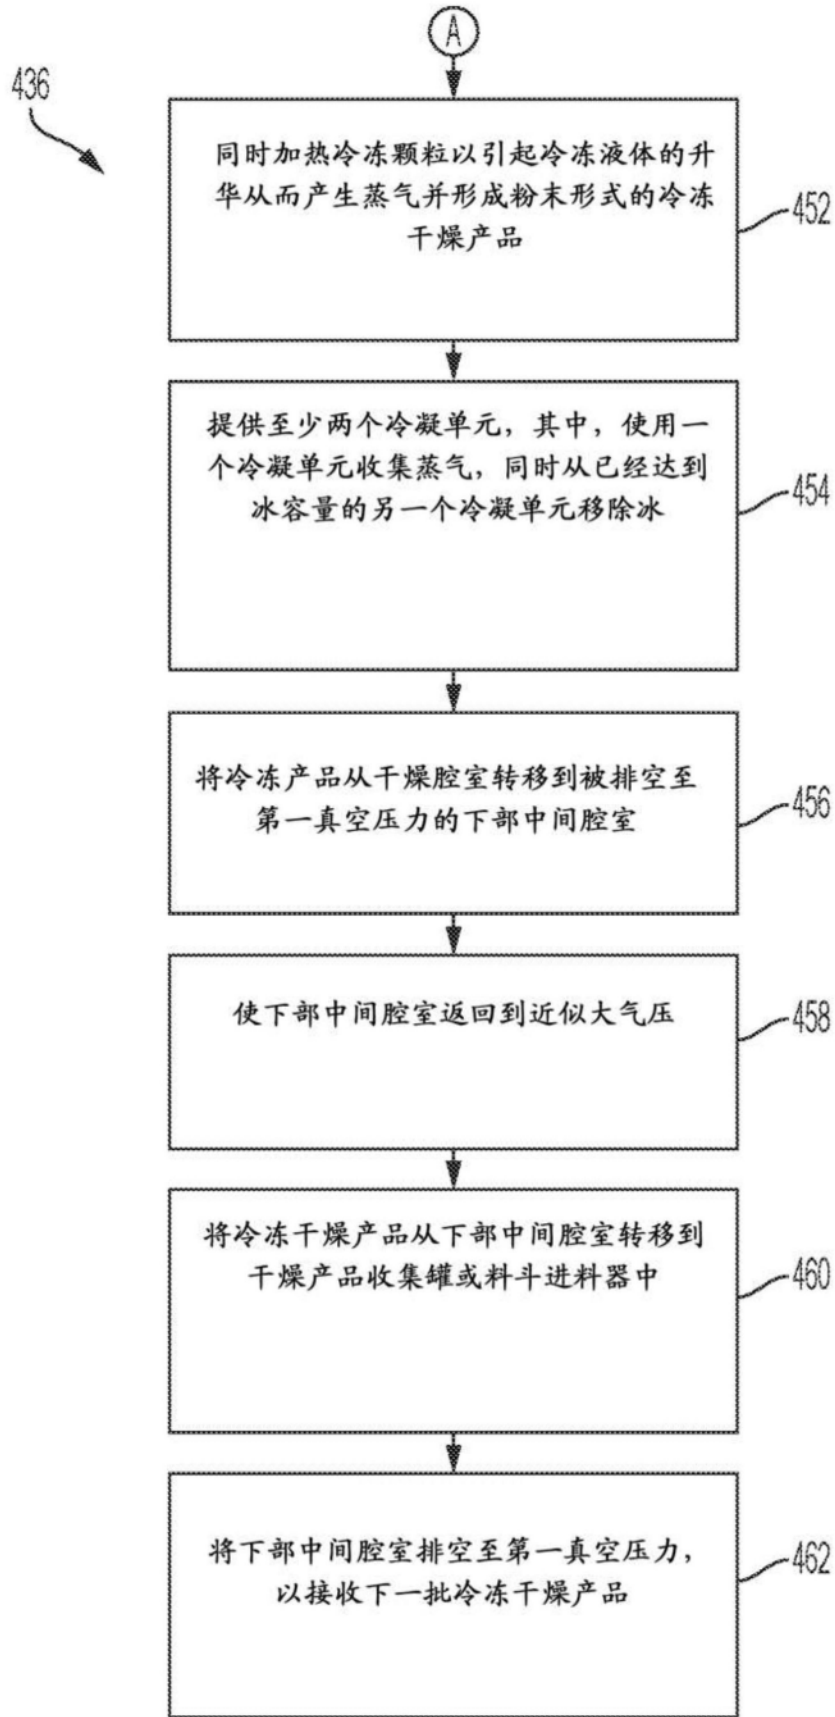 A
436
同时加热冷冻颗粒以引起冷冻液体的升
华从而产生蒸气并形成粉末形式的冷冻
干燥产品
452
提供至少两个冷凝单元，其中，使用一
个冷凝单元收集蒸气，同时从已经达到
冰容量的另一个冷凝单元移除冰
454
将冷冻产品从干燥腔室转移到被排空至
第一真空压力的下部中间腔室
456
使下部中间腔室返回到近似大气压
458
将冷冻干燥产品从下部中间腔室转移到
干燥产品收集罐或料斗进料器中
460
将下部中间腔室排空至第一真空压力，
以接收下一批冷冻干燥产品
462